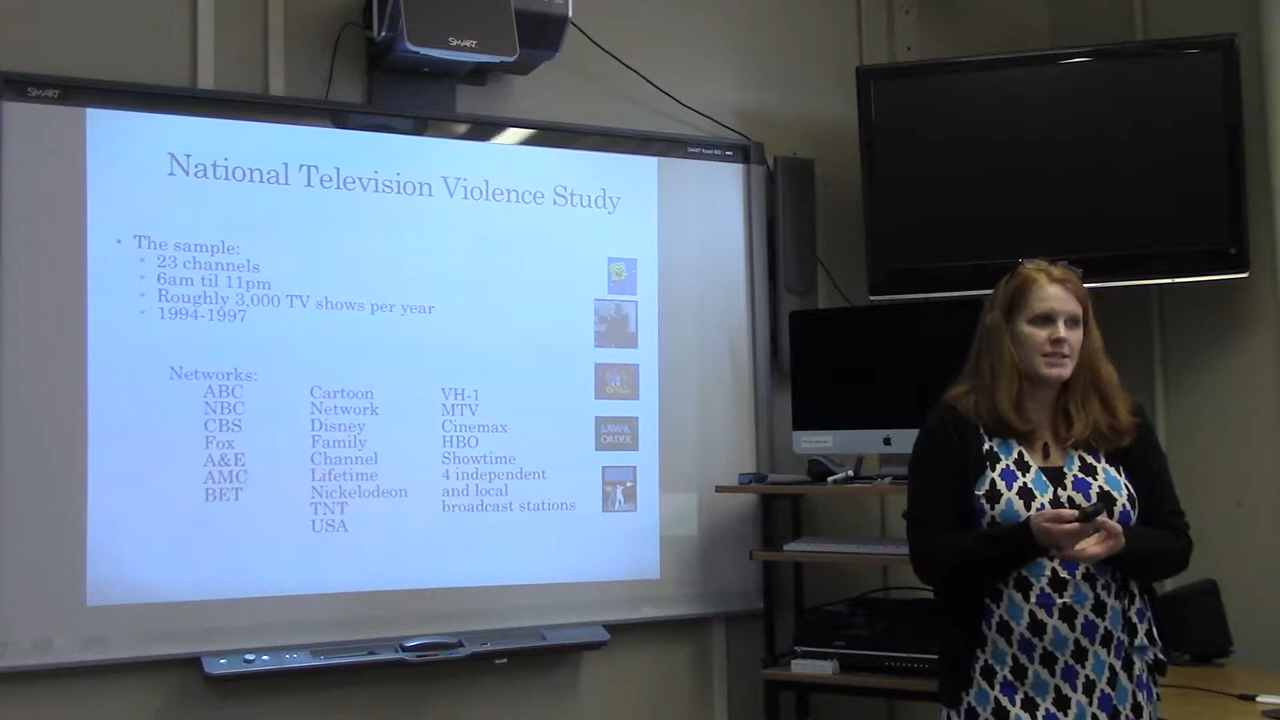 SMART
SMART
SMART Board
National Television Violence Study
• The sample:
• 23 channels
• 6am til 11pm
• Roughly 3,000 TV shows per year
• 1994-1997
Networks:
ABC
NBC
CBS
Fox
A&E
AMC
BET
Cartoon
Network
Disney
Family
Channel
Lifetime
Nickelodeon
TNT
USA
VH-1
MTV
Cinemax
HBO
Showtime
4 independent
and local
broadcast stations
LAW &
ORDER